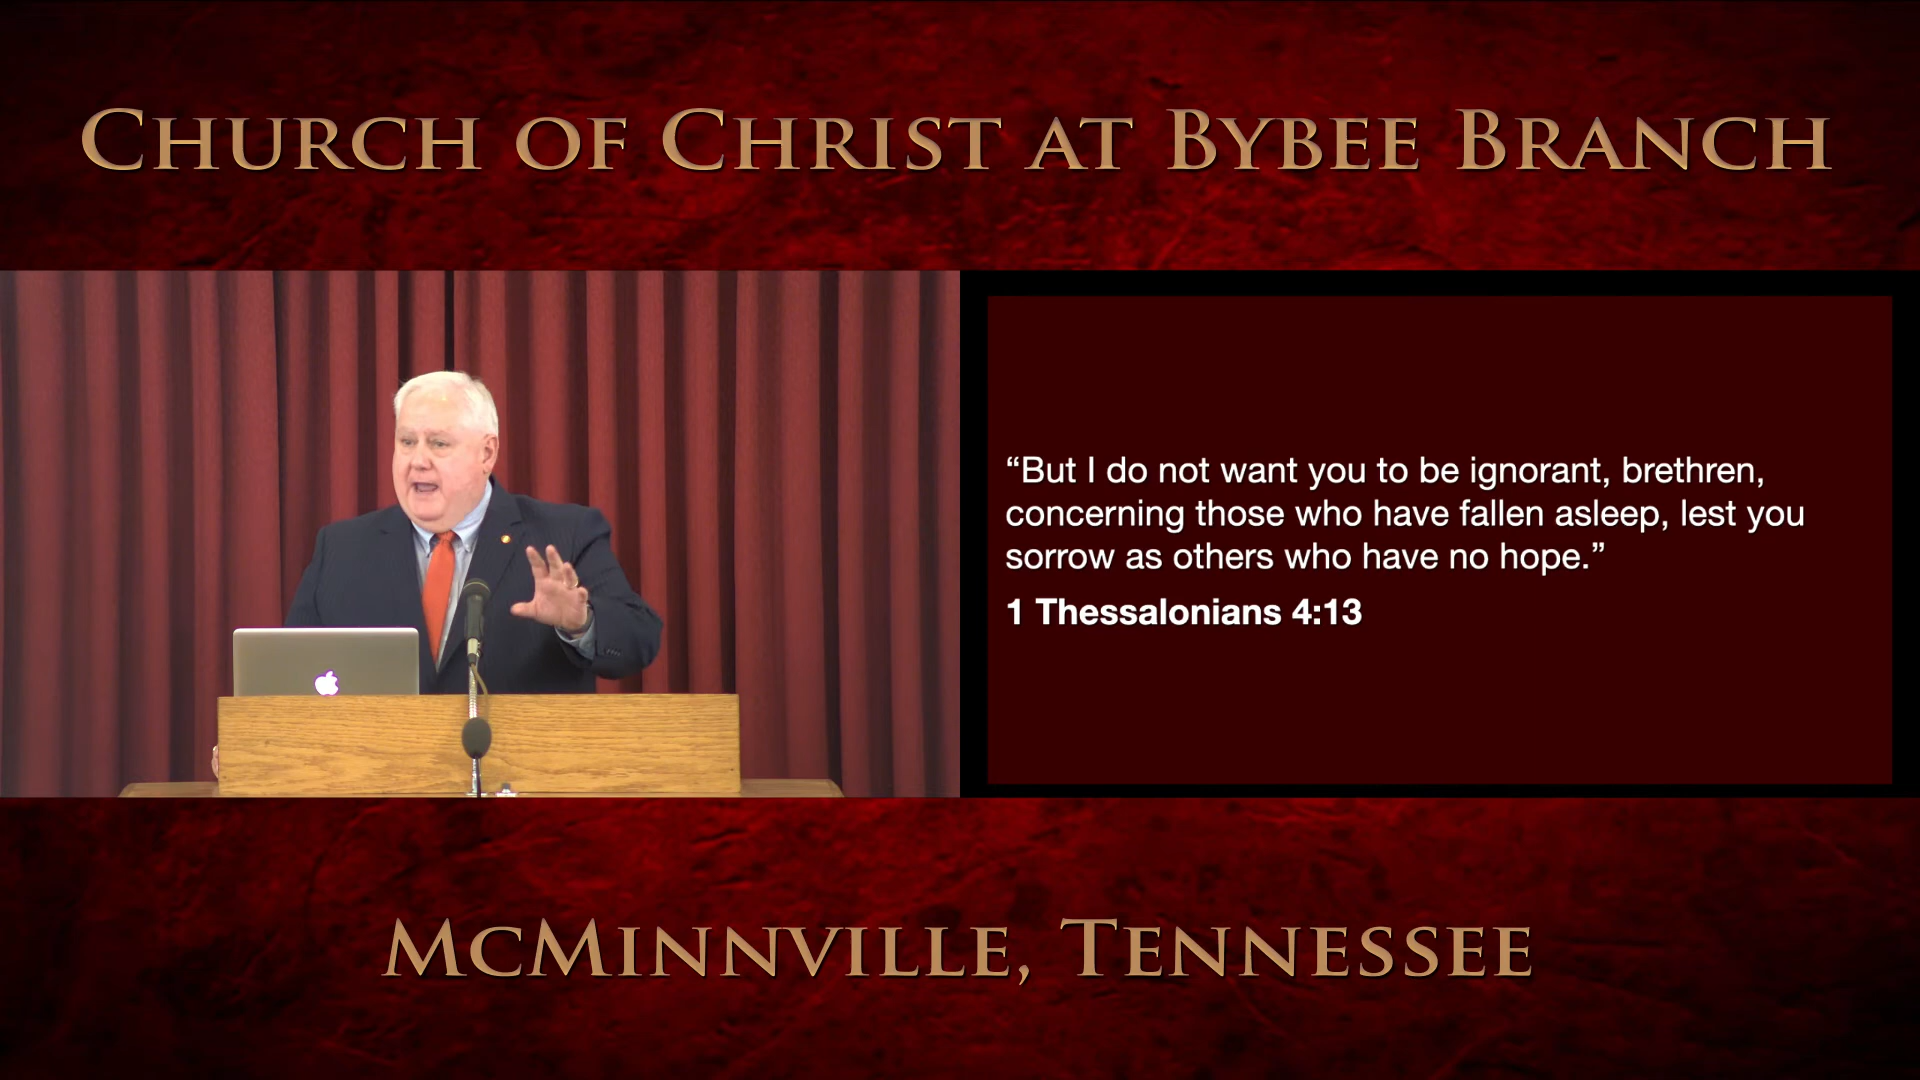 CHURCH OF CHRIST AT BYBEE BRANCH
“But I do not want you to be ignorant, brethren,
concerning those who have fallen asleep, lest you
sorrow as others who have no hope.”
1 Thessalonians 4:13
MCMINNVILLE, TENNESSEE